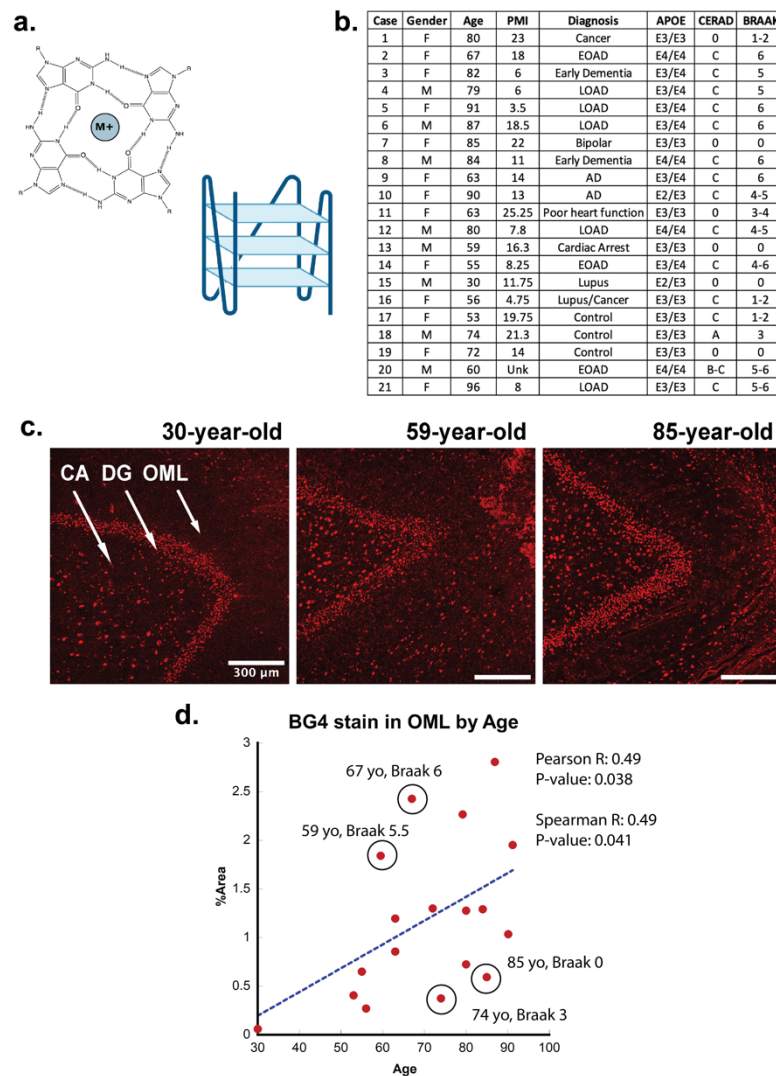 a.
R
H
N
O
M+
NH
HN
b.
Case Gender Age PMI Diagnosis APOE CERAD BRAAK
1 F 80 23 Cancer E3/E3 0 1-2
2 F 67 18 EOAD E4/E4 C 6
3 F 82 6 Early Dementia E3/E4 C 5
4 M 79 6 LOAD E3/E4 C 5
5 F 91 3.5 LOAD E3/E4 C 6
6 M 87 18.5 LOAD E3/E4 C 6
7 F 85 22 Bipolar E3/E3 0 0
8 M 84 11 Early Dementia E4/E4 C 6
9 F 63 14 AD E3/E4 C 6
10 F 90 13 AD E2/E3 C 4-5
11 F 63 25.25 Poor heart function E3/E3 0 3-4
12 M 80 7.8 LOAD E4/E4 C 4-5
13 M 59 16.3 Cardiac Arrest E3/E3 0 0
14 F 55 8.25 EOAD E3/E4 C 4-6
15 M 30 11.75 Lupus E2/E3 0 0
16 F 56 4.75 Lupus/Cancer E3/E3 C 1-2
17 F 53 19.75 Control E3/E3 C 1-2
18 M 74 21.3 Control E3/E3 A 3
19 F 72 14 Control E3/E3 0 0
20 M 60 Unk EOAD E4/E4 B-C 5-6
21 F 96 8 LOAD E3/E3 C 5-6
c.
30-year-old 59-year-old 85-year-old
CA DG OML
300 μm
d.
BG4 stain in OML by Age
Pearson R: 0.49
P-value: 0.038
Spearman R: 0.49
P-value: 0.041
67 yo, Braak 6
59 yo, Braak 5.5
85 yo, Braak 0
74 yo, Braak 3
%Area
3
2.5
2
1.5
1
0.5
0
30 40 50 60 70 80 90 100
Age